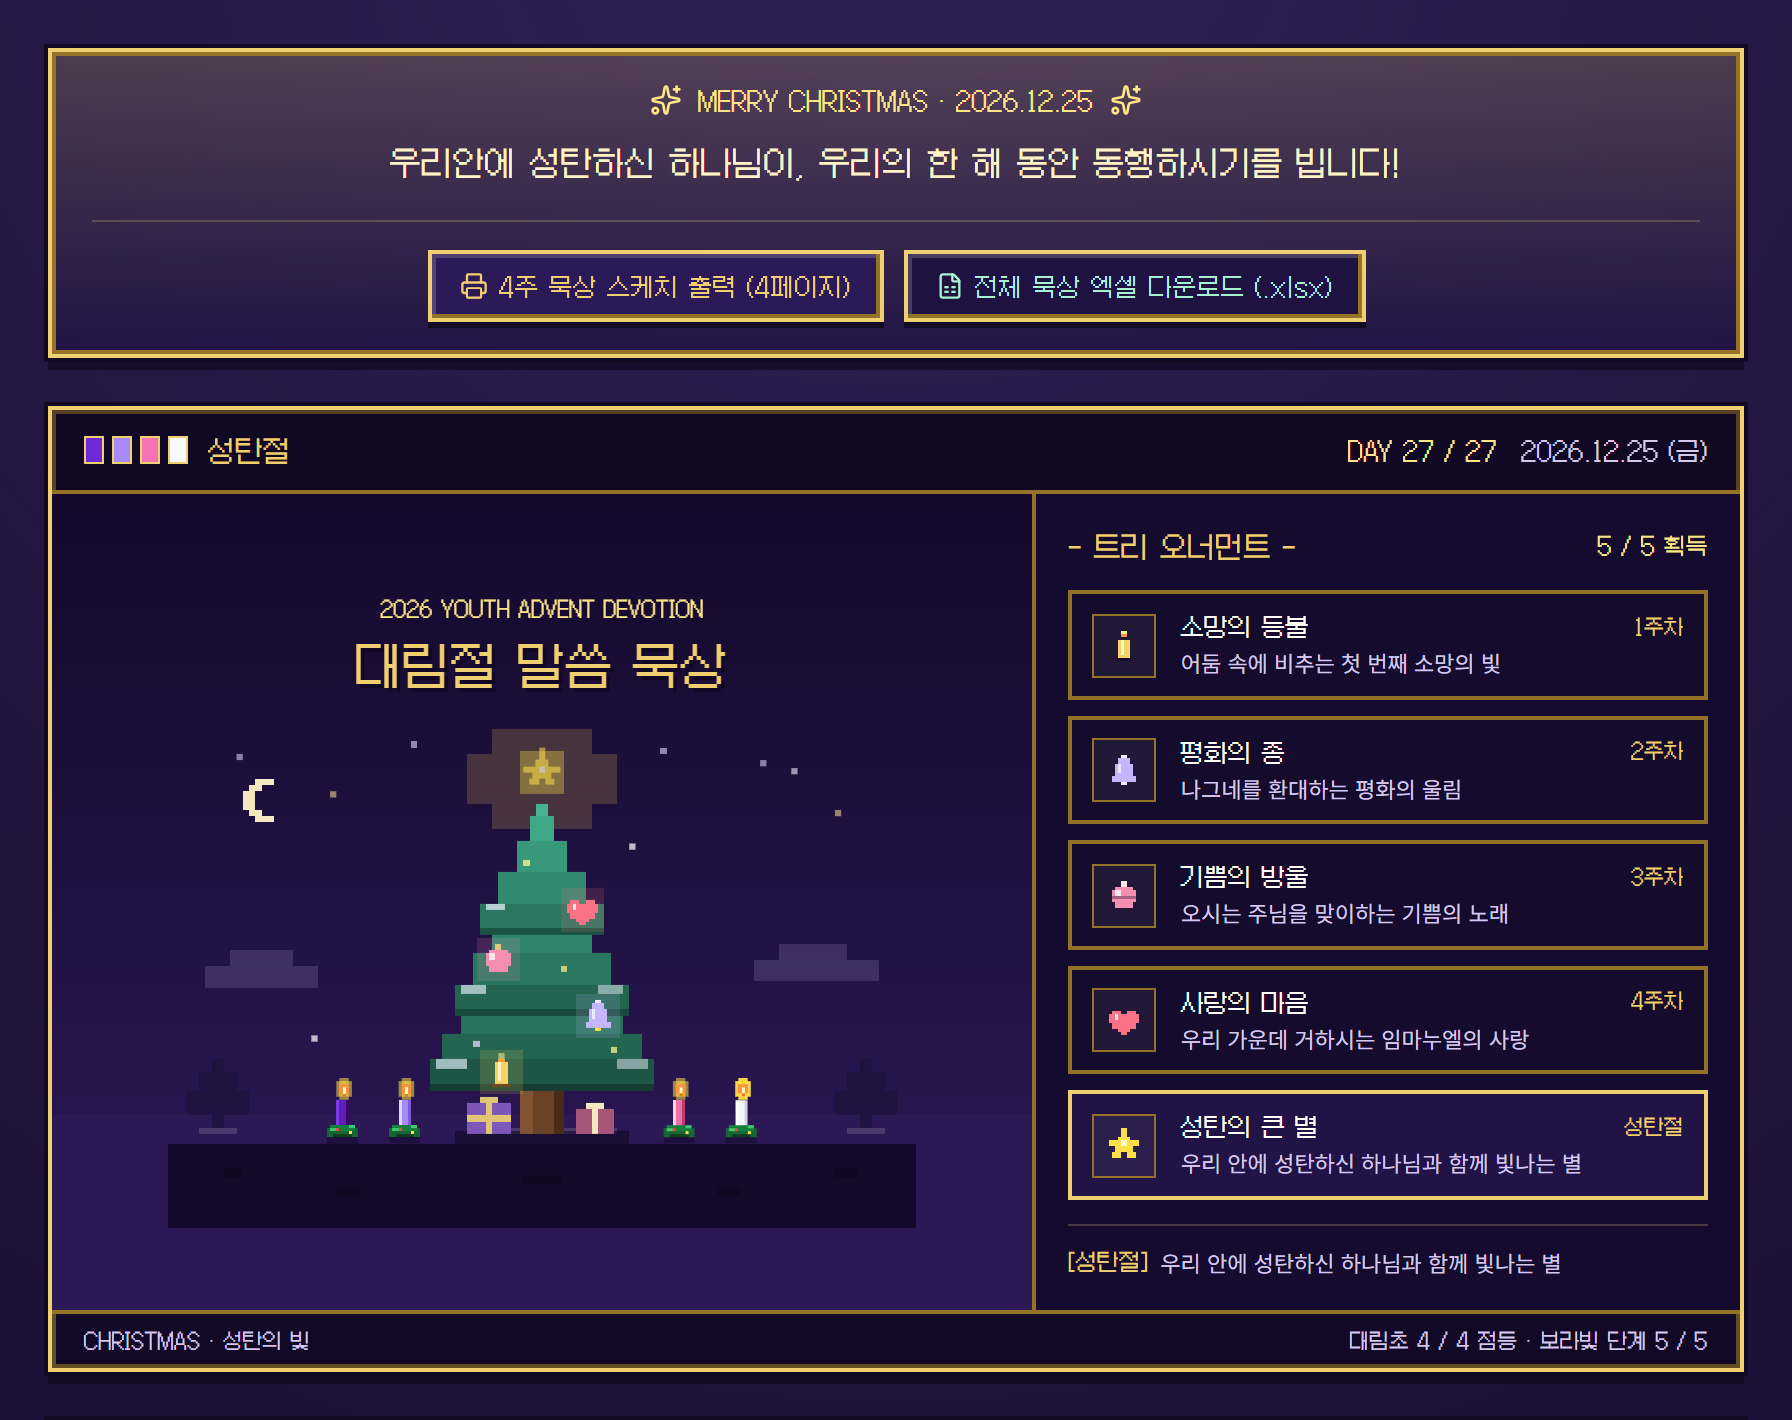 MERRY CHRISTMAS · 2026.12.25
우리안에 성탄하신 하나님이, 우리의 한 해 동안 동행하시기를 빕니다!
4주 묵상 스케치 출력 (4페이지)
전체 묵상 엑셀 다운로드 (.xlsx)
성탄절
DAY 27 / 27 2026.12.25 (금)
2026 YOUTH ADVENT DEVOTION
대림절 말씀 묵상
- 트리 오너먼트 -
5 / 5 획득
소망의 등불
1주차
어둠 속에 비추는 첫 번째 소망의 빛
평화의 종
2주차
나그네를 환대하는 평화의 울림
기쁨의 방울
3주차
오시는 주님을 맞이하는 기쁨의 노래
사랑의 마음
4주차
우리 가운데 거하시는 임마누엘의 사랑
성탄의 큰 별
성탄절
우리 안에 성탄하신 하나님과 함께 빛나는 별
[성탄절] 우리 안에 성탄하신 하나님과 함께 빛나는 별
CHRISTMAS · 성탄의 빛
대림초 4 / 4 점등 · 보라빛 단계 5 / 5